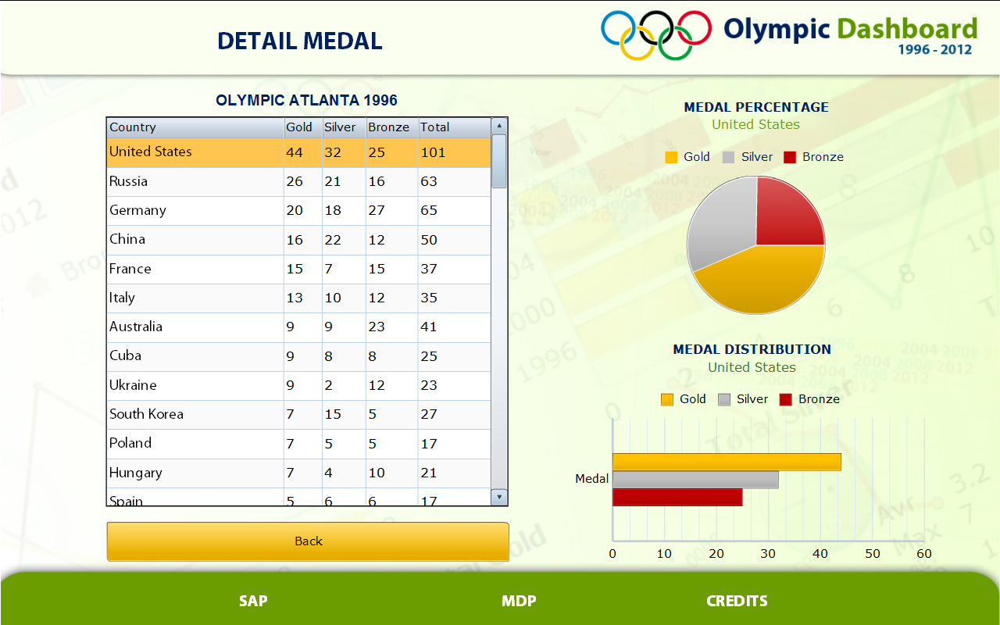 DETAIL MEDAL
Olympic Dashboard
1996 - 2012
OLYMPIC ATLANTA 1996
Country Gold Silver Bronze Total
United States 44 32 25 101
Russia 26 21 16 63
Germany 20 18 27 65
China 16 22 12 50
France 15 7 15 37
Italy 13 10 12 35
Australia 9 9 23 41
Cuba 9 8 8 25
Ukraine 9 2 12 23
South Korea 7 15 5 27
Poland 7 5 5 17
Hungary 7 4 10 21
Spain 5 6 6 17
Back
MEDAL PERCENTAGE
United States
Gold Silver Bronze
MEDAL DISTRIBUTION
United States
Gold Silver Bronze
Medal
0 10 20 30 40 50 60
SAP MDP CREDITS